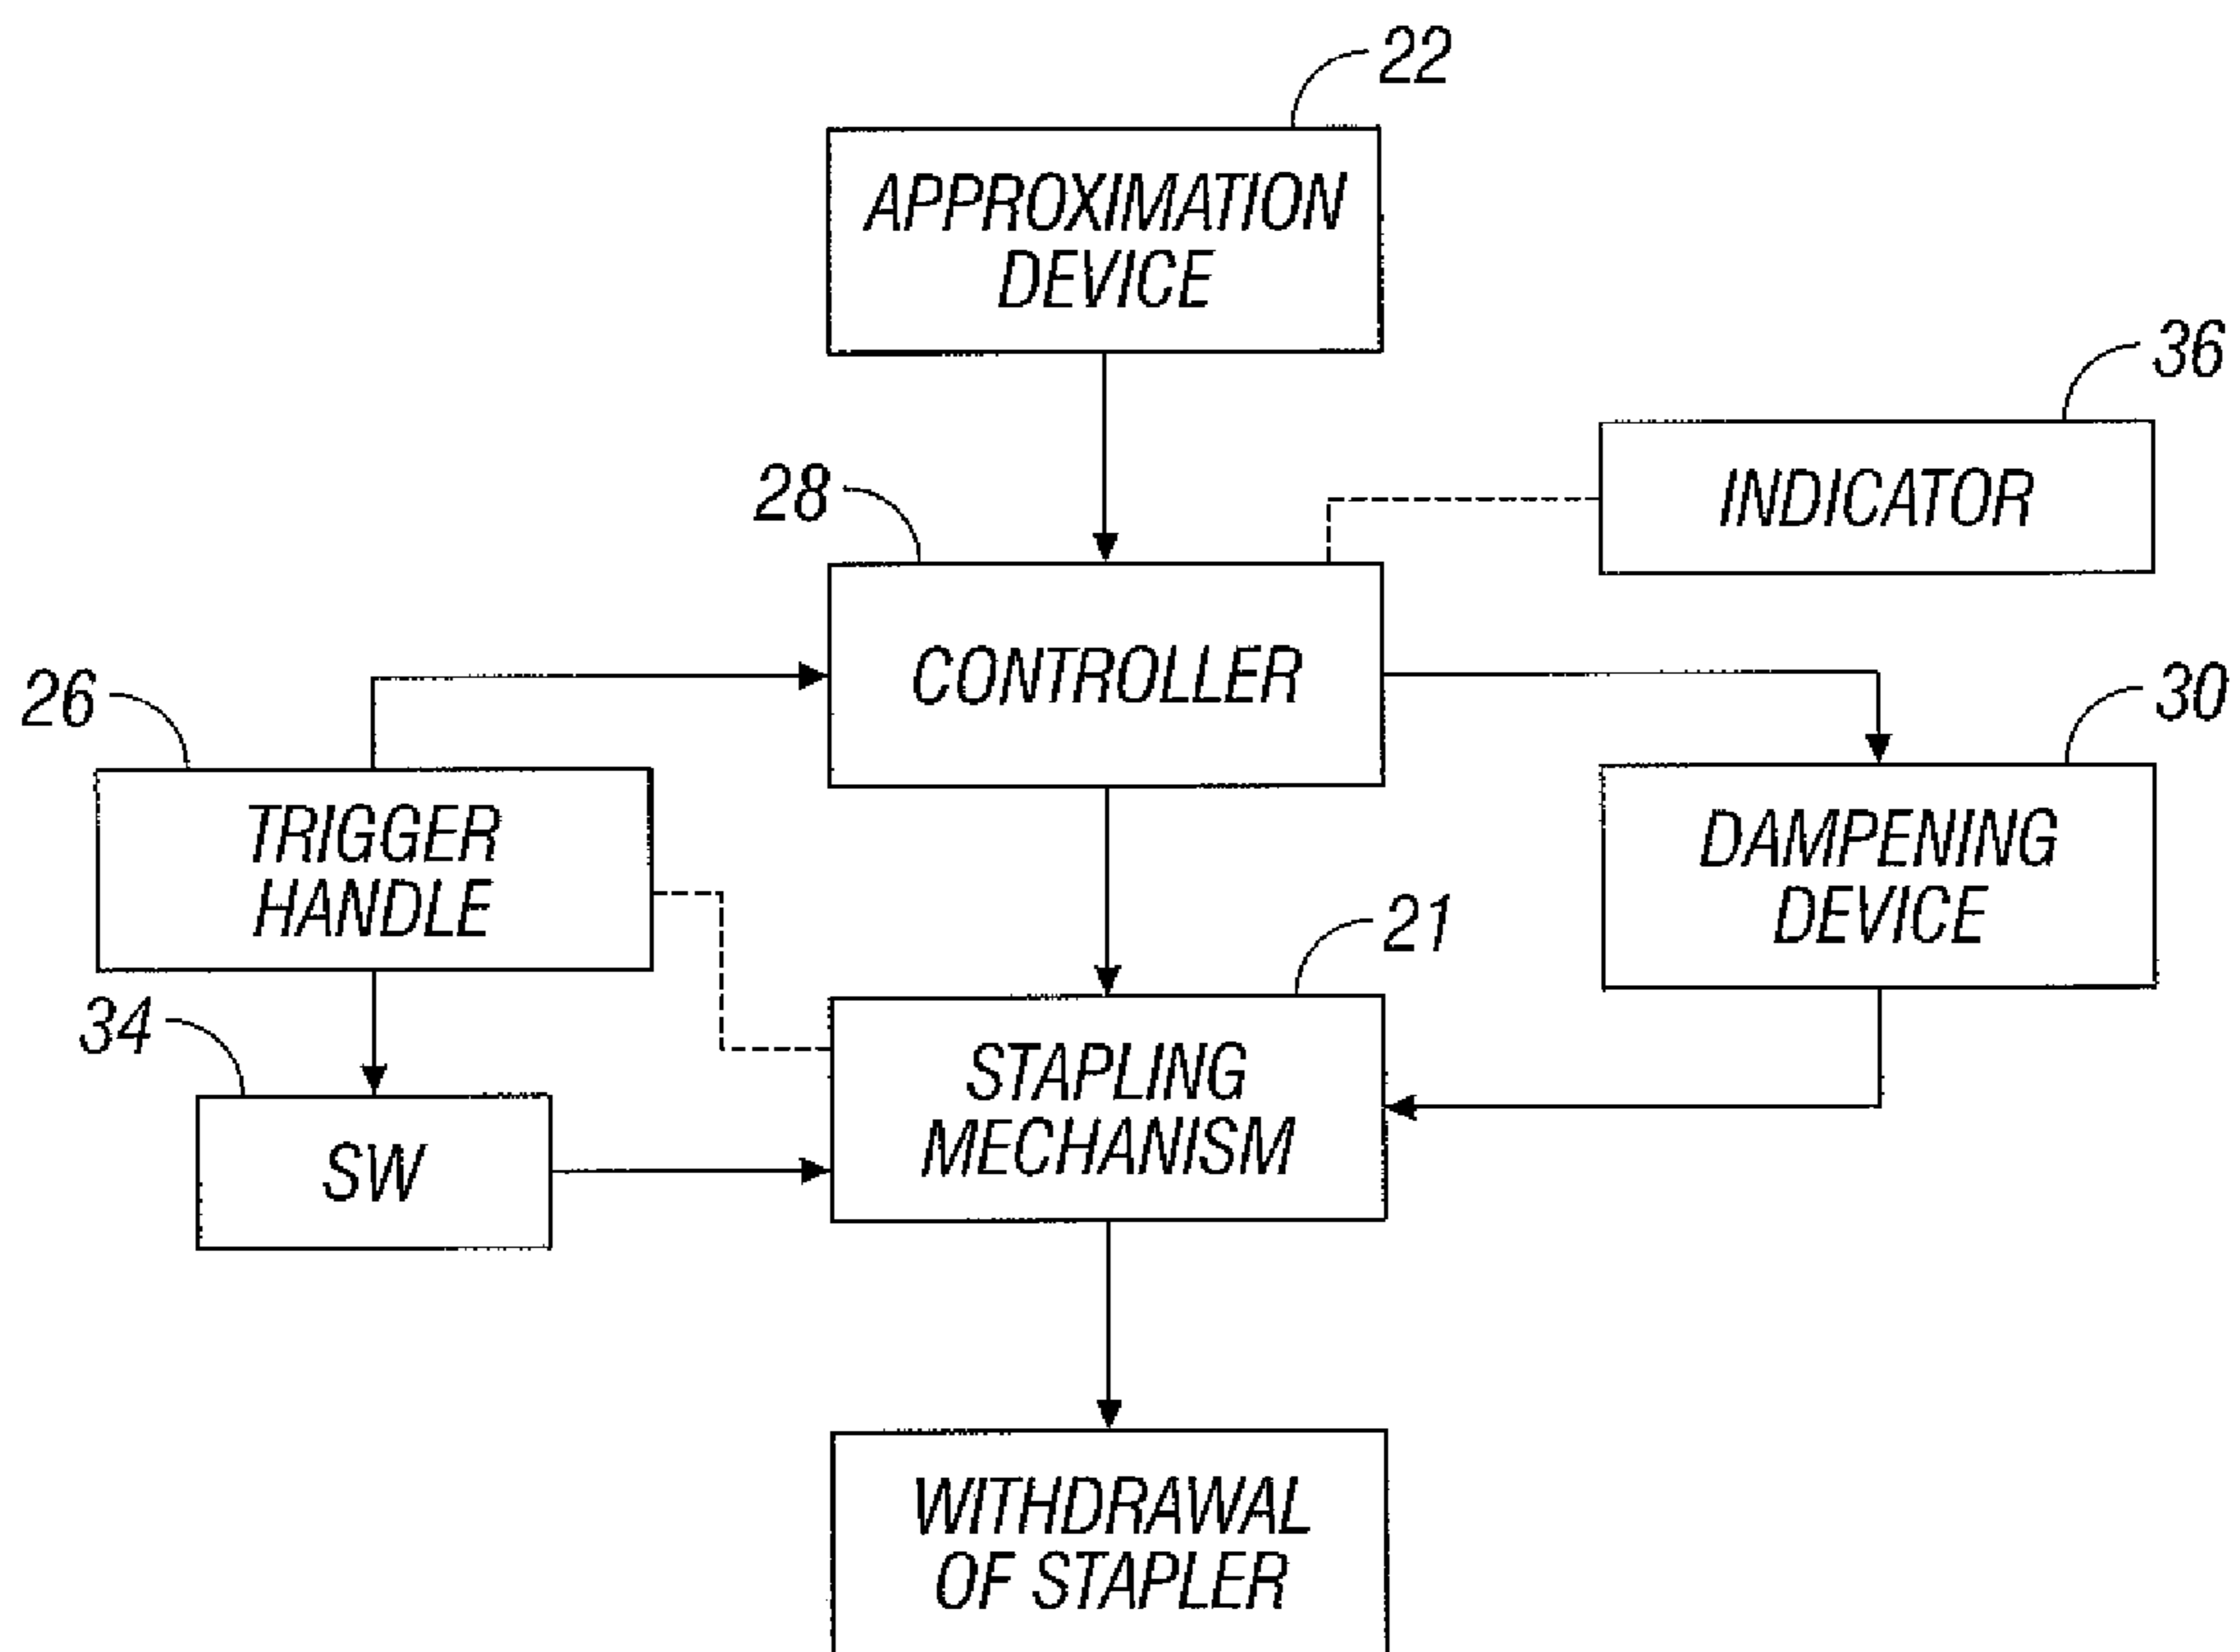 22
APPROXIMATION
DEVICE
36
INDICATOR
28
CONTROLLER
26
TRIGGER
HANDLE
30
DAMPENING
DEVICE
21
STAPLING
MECHANISM
34
SW
WITHDRAWAL
OF STAPLER